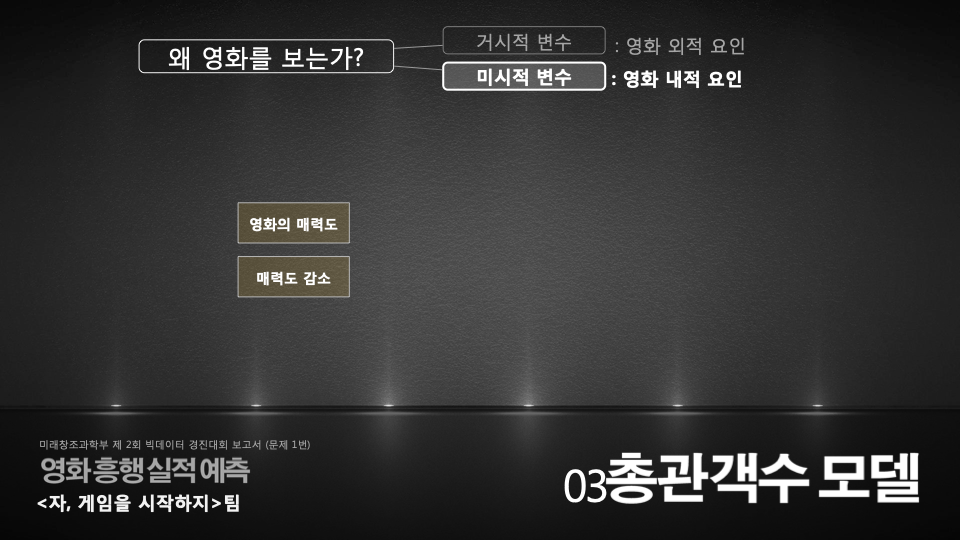 왜 영화를 보는가?
거시적 변수 : 영화 외적 요인
미시적 변수 : 영화 내적 요인
영화의 매력도
매력도 감소
미래창조과학부 제 2회 빅데이터 경진대회 보고서 (문제 1번)
영화 흥행 실적 예측
<자, 게임을 시작하지>팀
03총관객수 모델